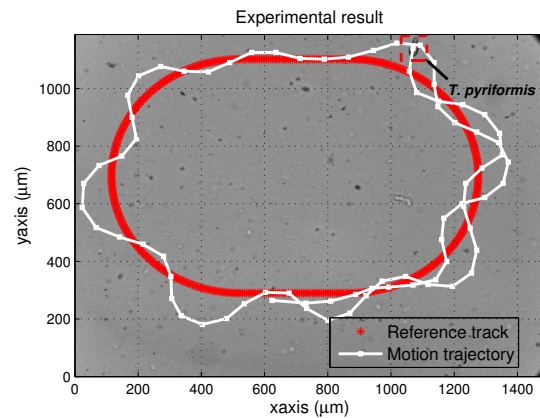 Experimental result
T. pyriformis
yaxis (μm)
1000
800
600
400
200
0
0 200 400 600 800 1000 1200 1400
xaxis (μm)
Reference track
Motion trajectory